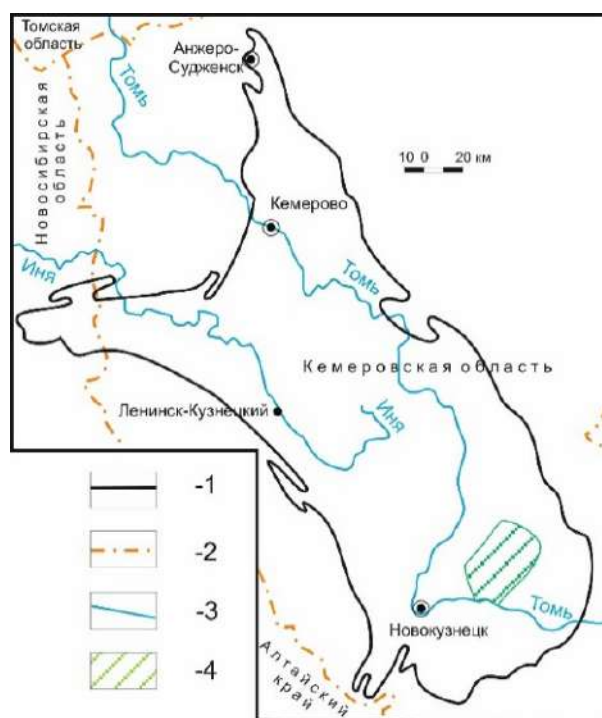 Томская
область
Анжеро-
Судженск
Томь
Новосибирская
область
10 0 20 км
Кемерово
Томь
Иня
Кемеровская область
Ленинск-Кузнецкий
Иня
-1
-2
-3
-4
Томь
Новокузнецк
Алтайский
край